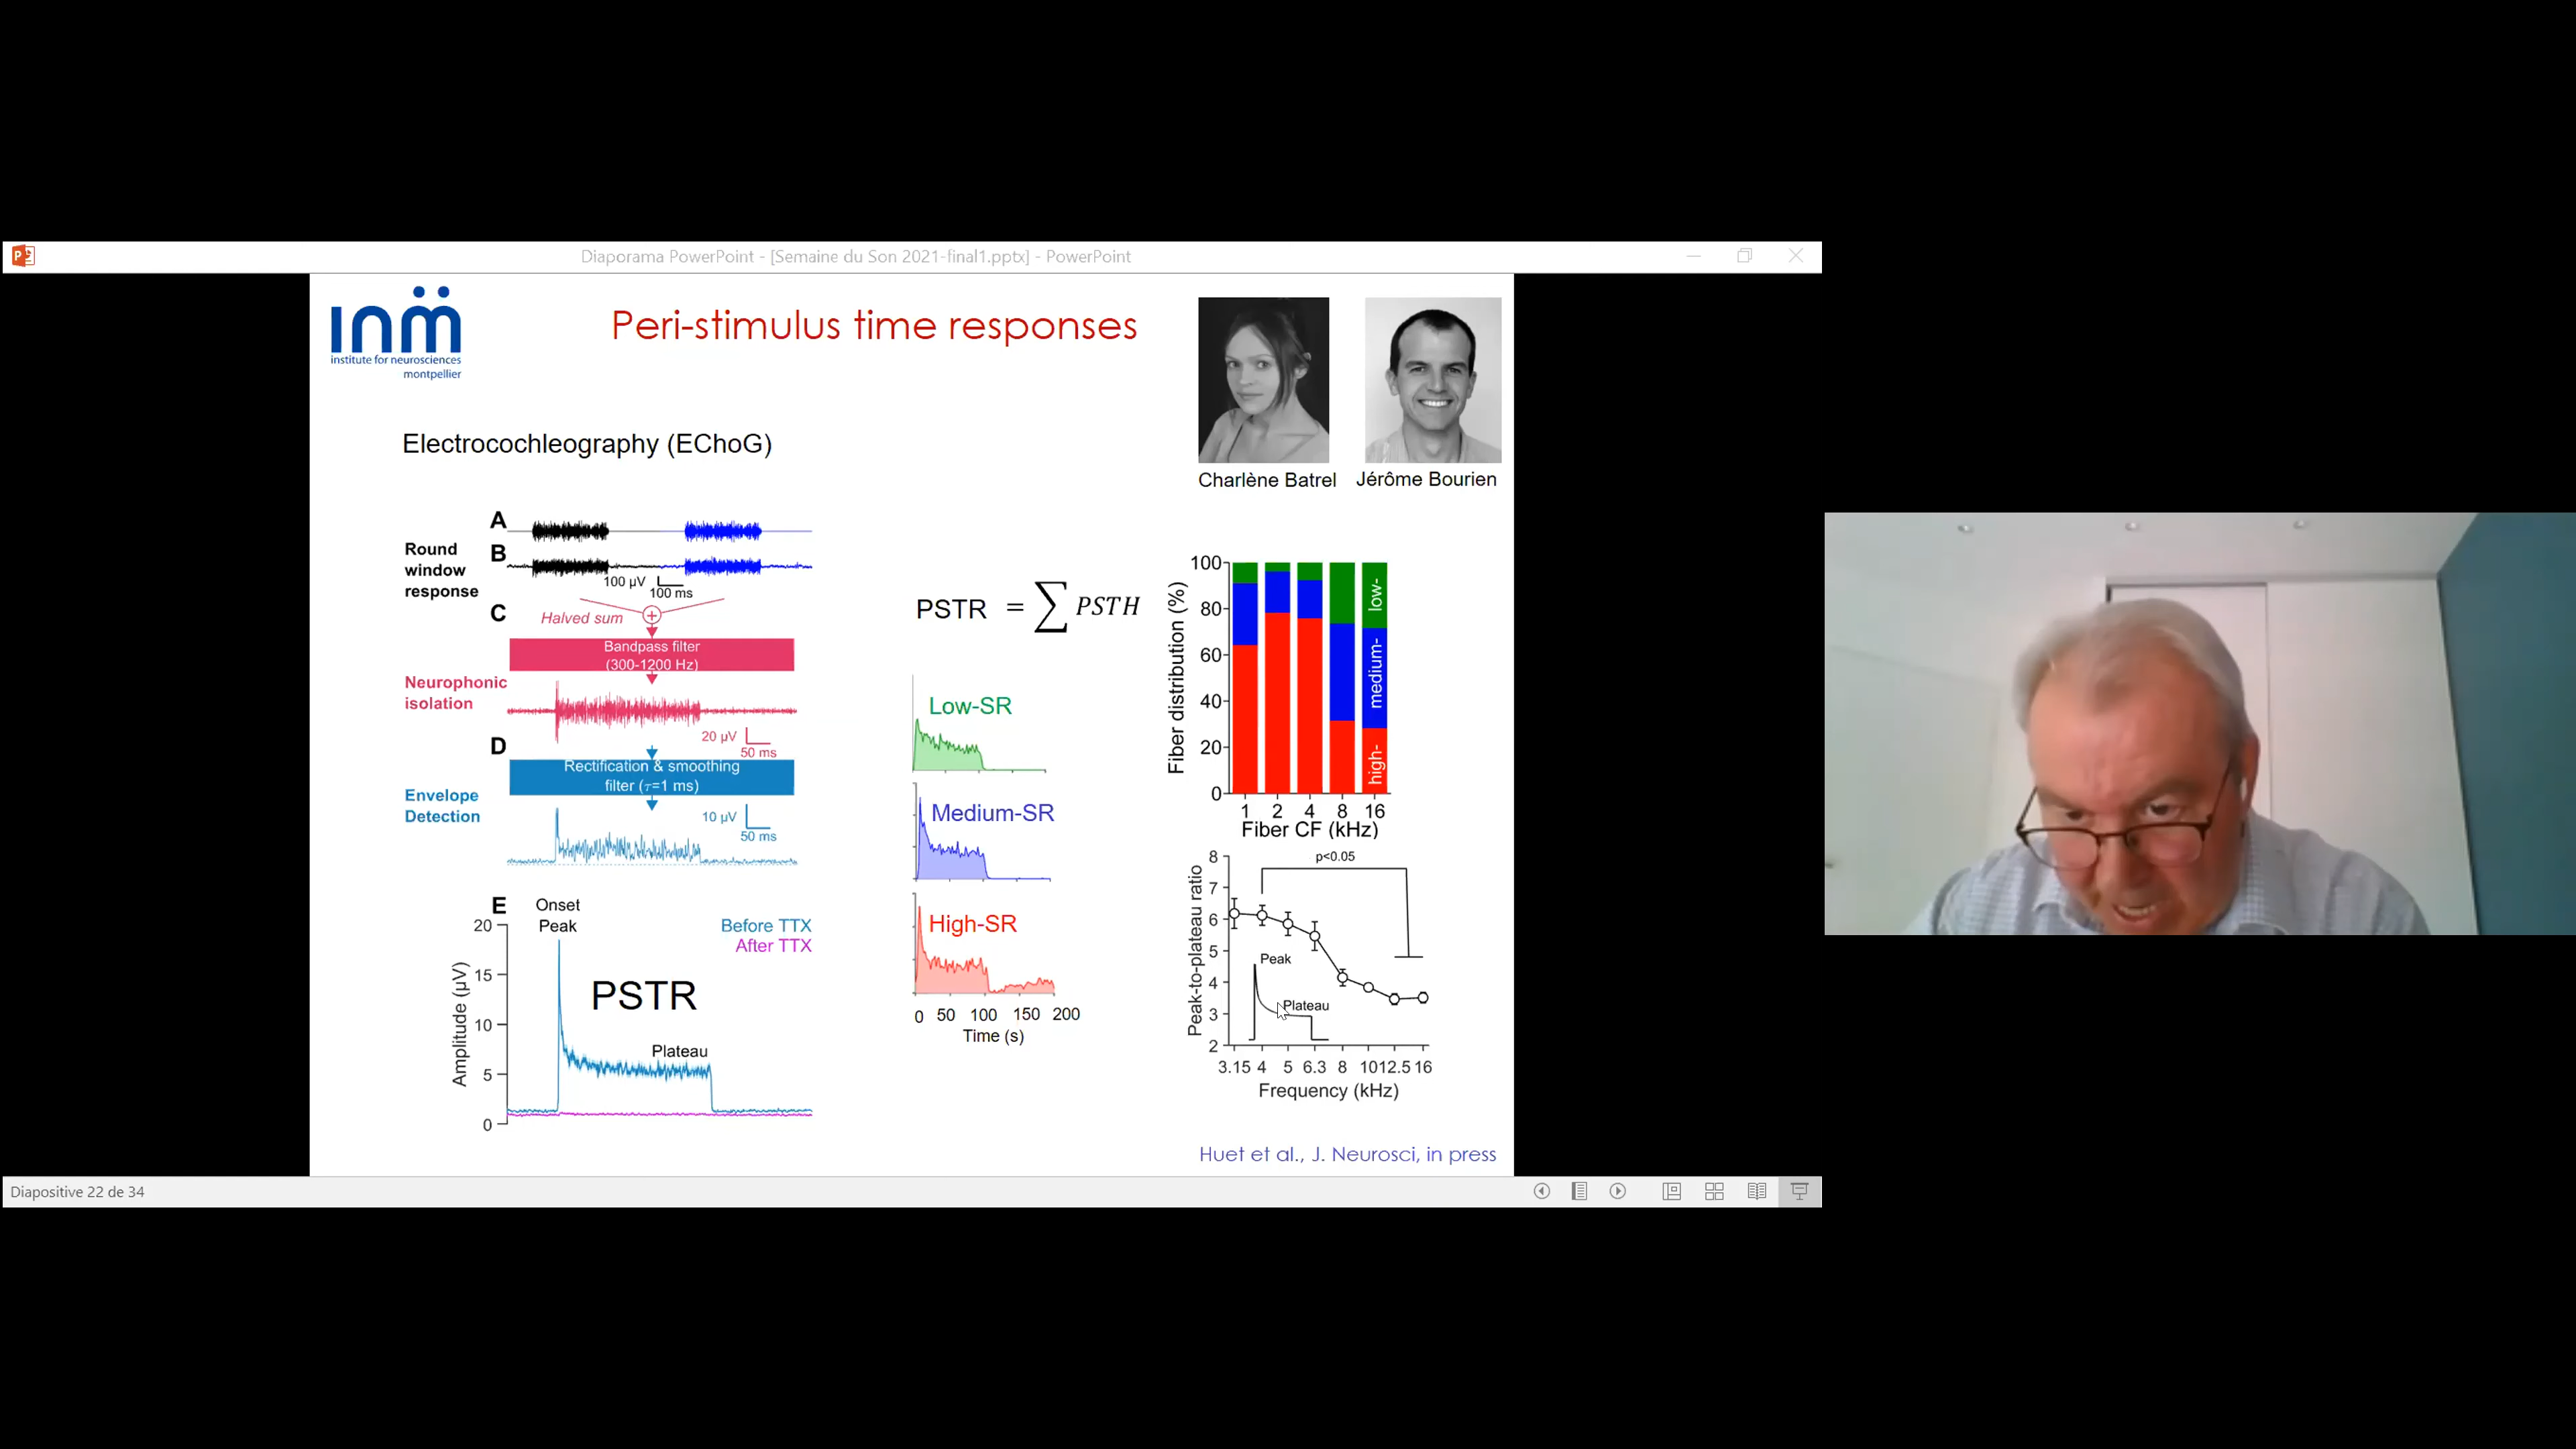 Diaporama PowerPoint - [Semaine du Son 2021-final1.pptx] - PowerPoint
inm
institute for neurosciences
montpellier
Peri-stimulus time responses
Charlène Batrel
Jérôme Bourien
Electrocochleography (EChoG)
A
B
Round
window
response
100 µV
100 ms
C
Halved sum
Bandpass filter
(300-1200 Hz)
Neurophonic
isolation
20 µV
50 ms
D
Rectification & smoothing
filter (τ=1 ms)
Envelope
Detection
10 µV
50 ms
E
Onset
Peak
Before TTX
After TTX
PSTR
Plateau
Amplitude (µV)
20
15
10
5
0
PSTR = ∑ PSTH
Low-SR
Medium-SR
High-SR
0 50 100 150 200
Time (s)
Fiber distribution (%)
100
80
60
40
20
0
low-
medium-
high-
1 2 4 8 16
Fiber CF (kHz)
p<0.05
Peak-to-plateau ratio
8
7
6
5
4
3
2
Peak
Plateau
3.15 4 5 6.3 8 10 12.5 16
Frequency (kHz)
Huet et al., J. Neurosci, in press
Diapositive 22 de 34